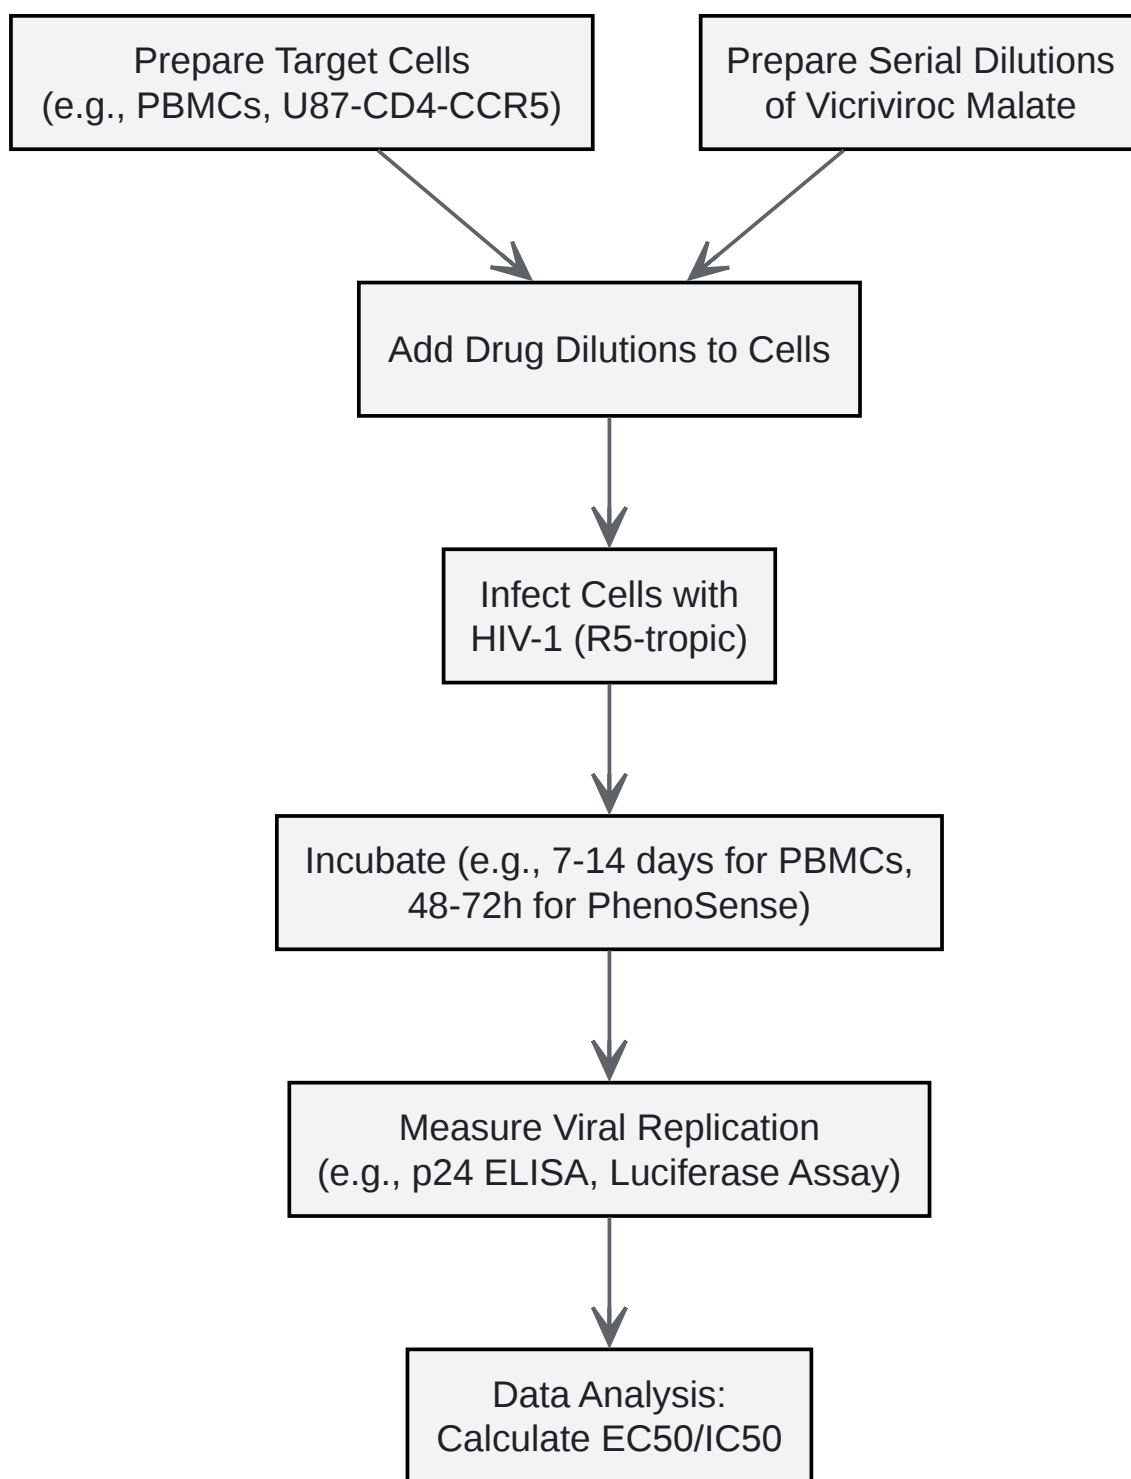 Prepare Target Cells
(e.g., PBMCs, U87-CD4-CCR5)
Prepare Serial Dilutions
of Vicriviroc Malate
Add Drug Dilutions to Cells
Infect Cells with
HIV-1 (R5-tropic)
Incubate (e.g., 7-14 days for PBMCs,
48-72h for PhenoSense)
Measure Viral Replication
(e.g., p24 ELISA, Luciferase Assay)
Data Analysis:
Calculate EC50/IC50